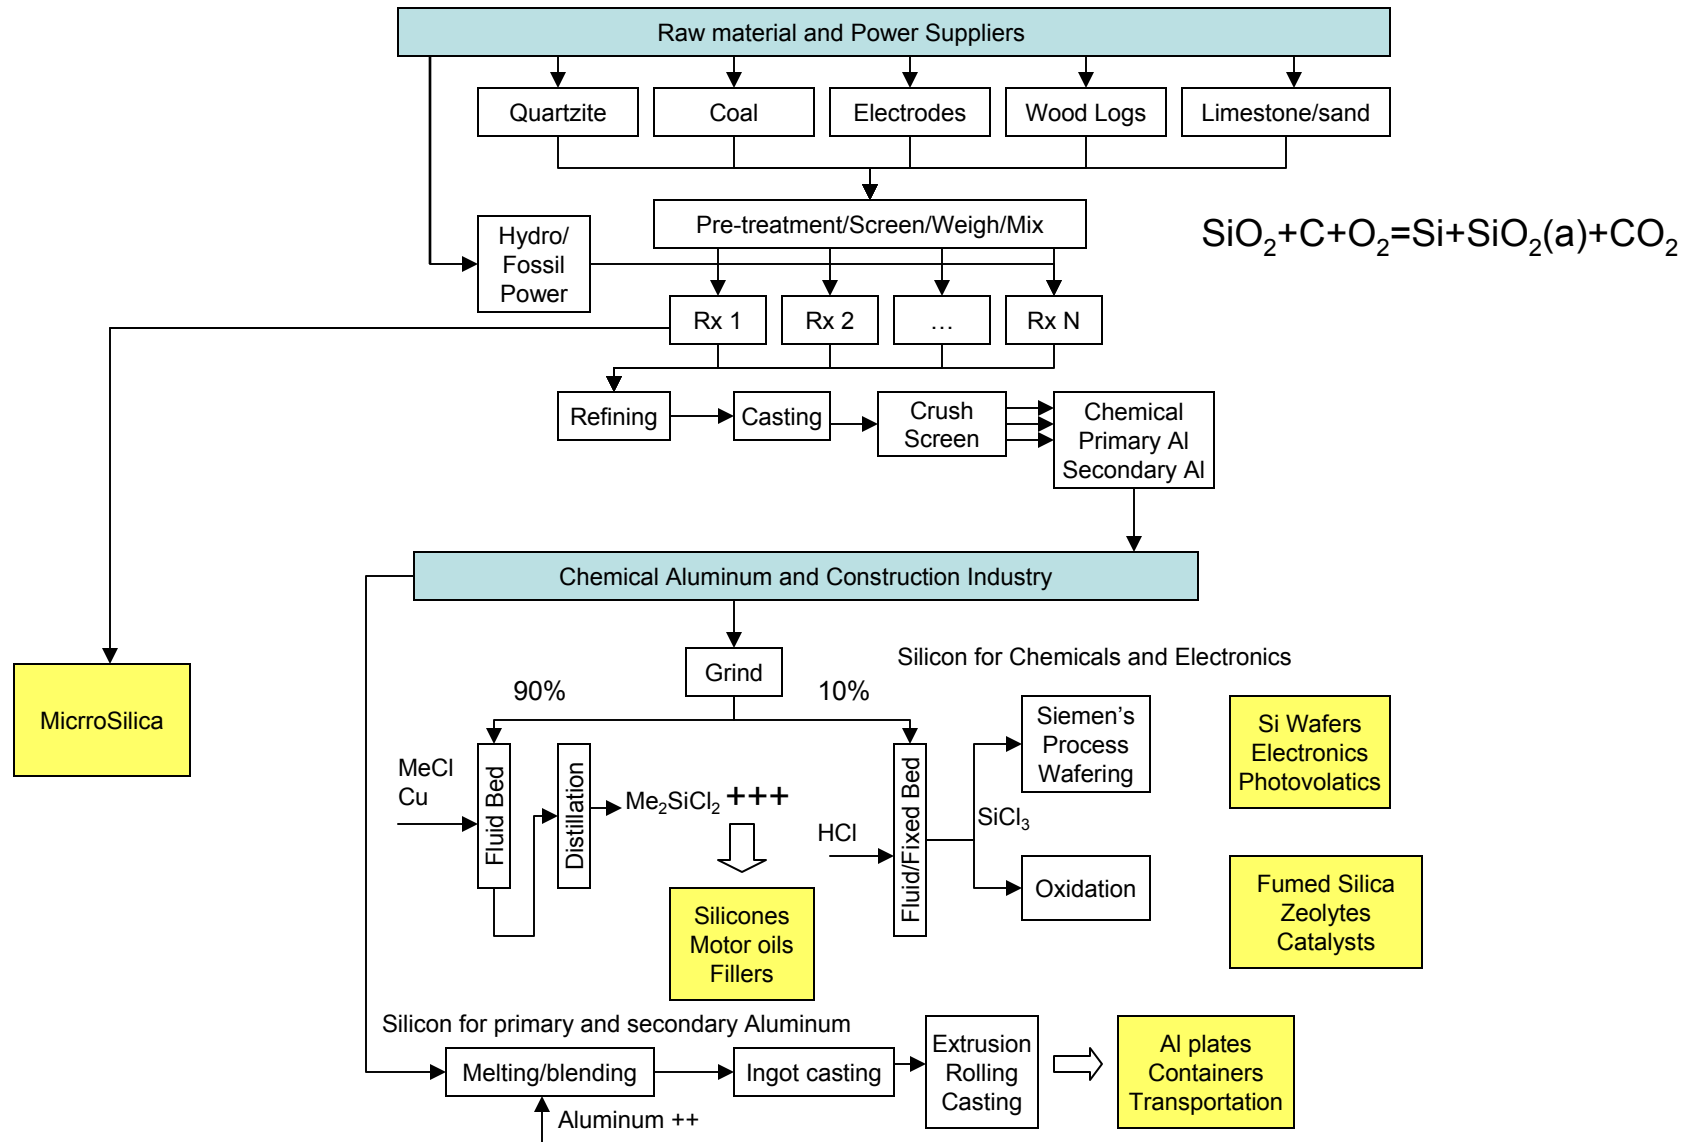 Raw material and Power Suppliers
Quartzite
Coal
Electrodes
Wood Logs
Limestone/sand
Pre-treatment/Screen/Weigh/Mix
SiO₂+C+O₂=Si+SiO₂(a)+CO₂
Hydro/
Fossil
Power
Rx 1
Rx 2
...
Rx N
Refining
Casting
Crush
Screen
Chemical
Primary Al
Secondary Al
Chemical Aluminum and Construction Industry
MicrroSilica
Grind
Silicon for Chemicals and Electronics
90%
10%
MeCl
Cu
Fluid Bed
Distillation
Me₂SiCl₂ +++
Silicones
Motor oils
Fillers
HCl
Fluid/Fixed Bed
SiCl₃
Siemen's
Process
Wafering
Oxidation
Si Wafers
Electronics
Photovolatics
Fumed Silica
Zeolytes
Catalysts
Silicon for primary and secondary Aluminum
Melting/blending
Ingot casting
Extrusion
Rolling
Casting
Al plates
Containers
Transportation
Aluminum ++